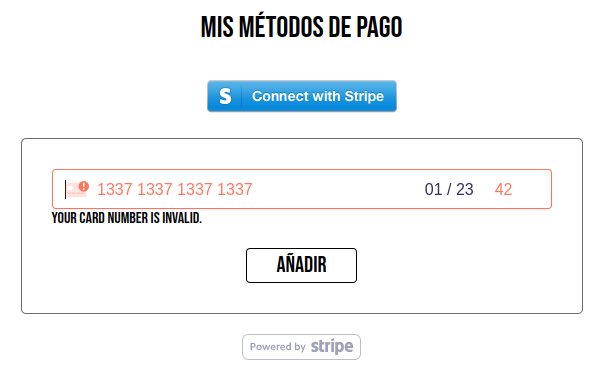 MIS MÉTODOS DE PAGO
S Connect with Stripe
1337 1337 1337 1337 01 / 23 42
YOUR CARD NUMBER IS INVALID.
AÑADIR
Powered by stripe